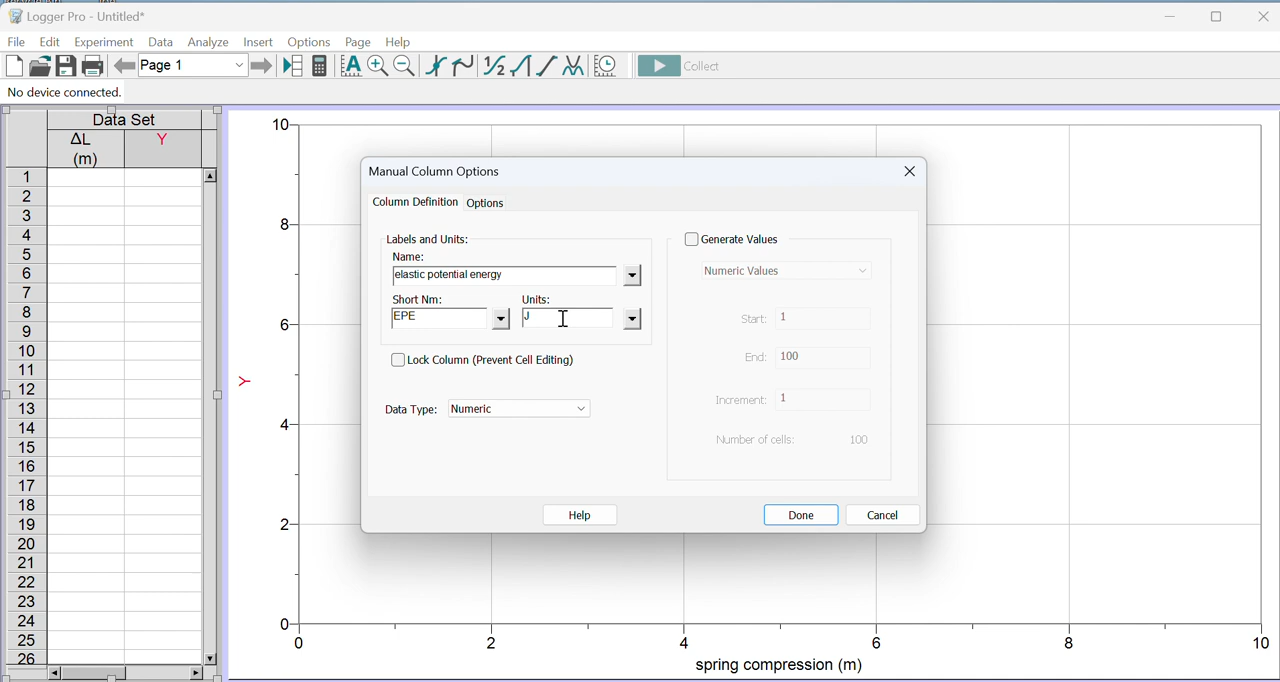 Logger Pro - Untitled*
File Edit Experiment Data Analyze Insert Options Page Help
Page 1
A
1/2
Collect
No device connected.
Data Set
ΔL Y
(m)
1
2
3
4
5
6
7
8
9
10
11
12
13
14
15
16
17
18
19
20
21
22
23
24
25
26
10
8
6
4
2
0
Y
0 2 4 6 8 10
spring compression (m)
Manual Column Options
Column Definition Options
Labels and Units:
Name:
elastic potential energy
Short Nm: Units:
EPE J
Lock Column (Prevent Cell Editing)
Data Type: Numeric
Generate Values
Numeric Values
Start: 1
End: 100
Increment: 1
Number of cells: 100
Help Done Cancel